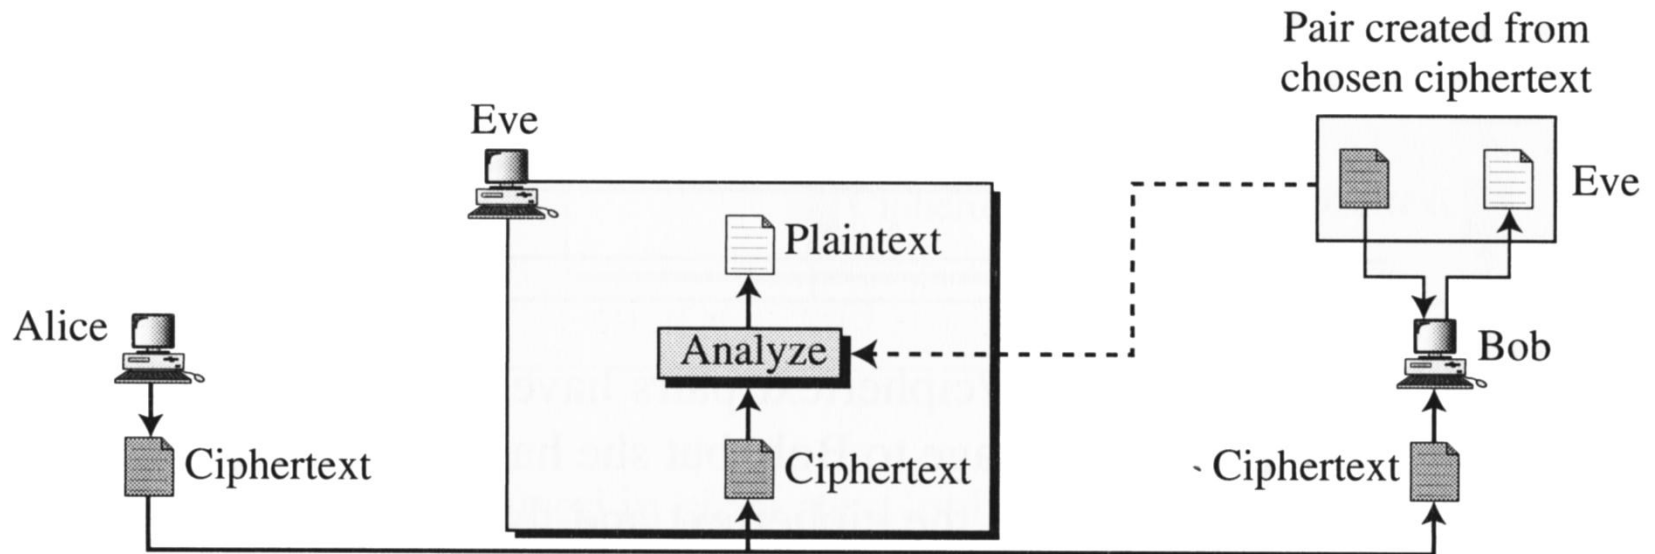 Pair created from
chosen ciphertext
Eve
Eve
Plaintext
Alice
Analyze
Bob
Ciphertext
Ciphertext
Ciphertext